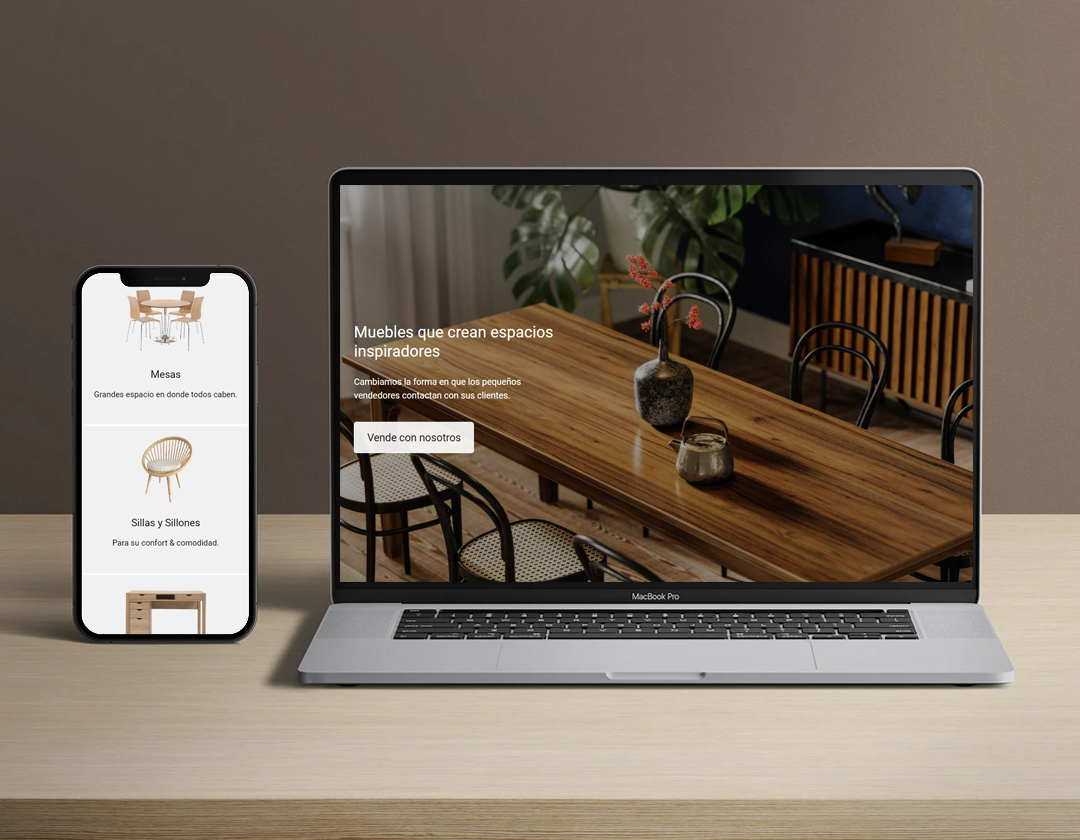 Mesas
Grandes espacio en donde todos caben.
Sillas y Sillones
Para su confort & comodidad.
Muebles que crean espacios
inspiradores
Cambiamos la forma en que los pequeños
vendedores contactan con sus clientes.
Vende con nosotros
MacBook Pro